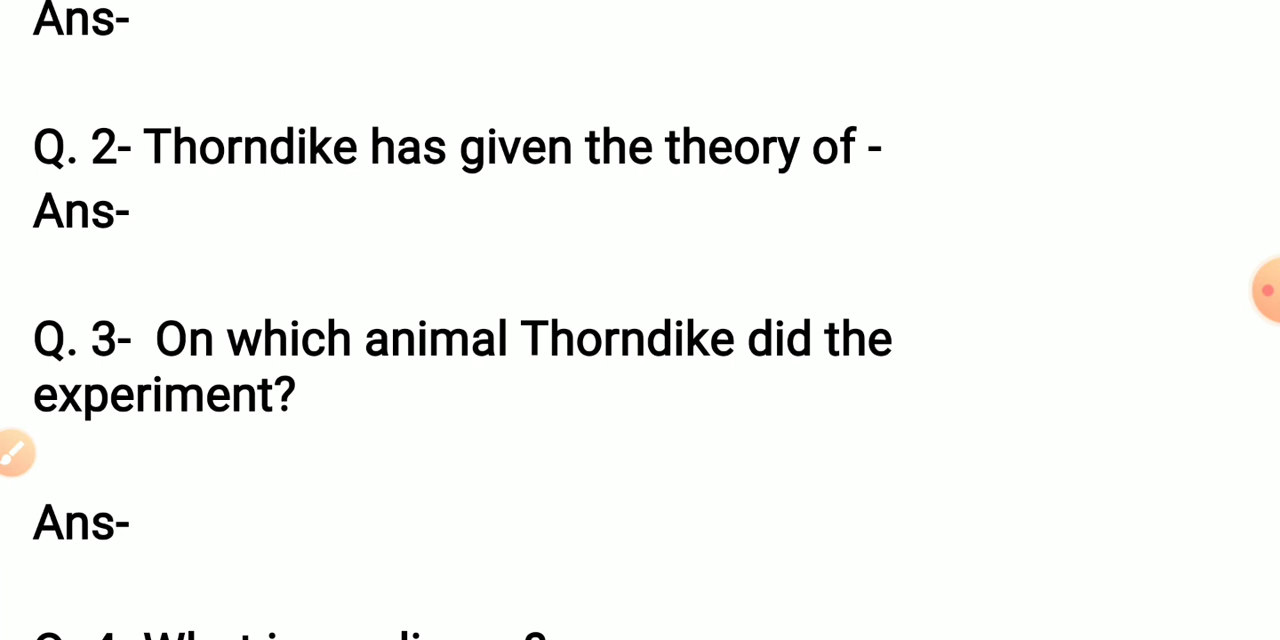 Ans-
Q. 2- Thorndike has given the theory of -
Ans-
Q. 3- On which animal Thorndike did the
experiment?
Ans-